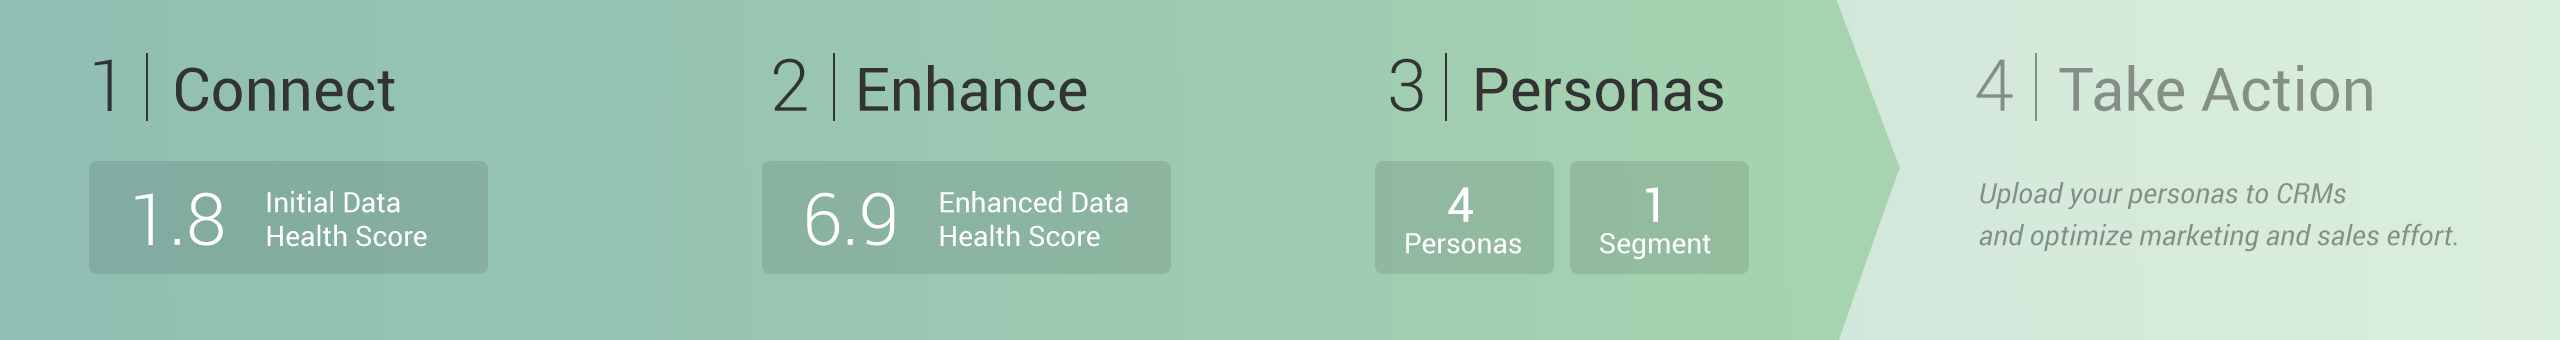 1 | Connect
1.8
Initial Data
Health Score
2 | Enhance
6.9
Enhanced Data
Health Score
3 | Personas
4
Personas
1
Segment
4 | Take Action
Upload your personas to CRMs
and optimize marketing and sales effort.